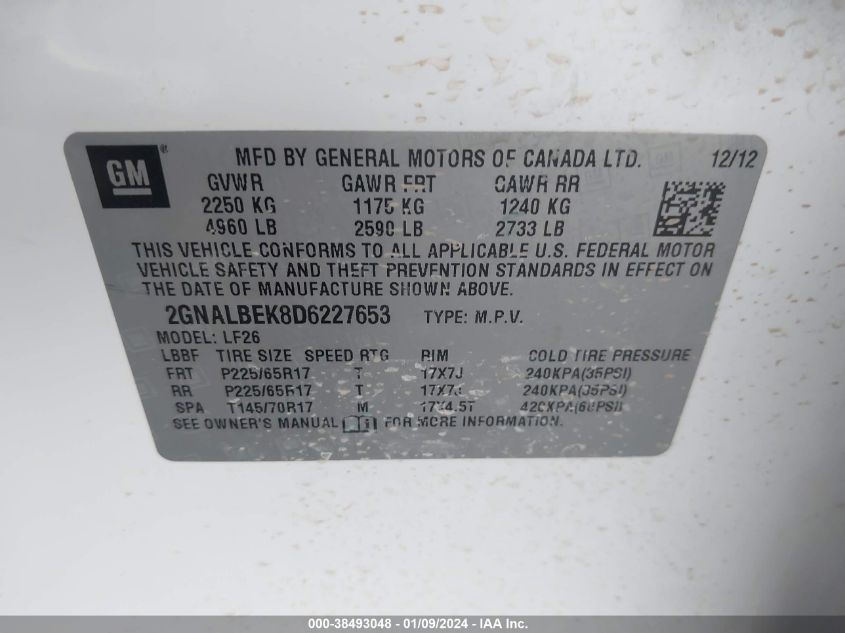 GM ® MFD BY GENERAL MOTORS OF CANADA LTD. 12/12
GVWR GAWR FRT GAWR RR
2250 KG 1175 KG 1240 KG
4960 LB 2590 LB 2733 LB
THIS VEHICLE CONFORMS TO ALL APPLICABLE U.S. FEDERAL MOTOR
VEHICLE SAFETY AND THEFT PREVENTION STANDARDS IN EFFECT ON
THE DATE OF MANUFACTURE SHOWN ABOVE.
2GNALBEK8D6227653 TYPE: M.P.V.
MODEL: LF26
LBBF TIRE SIZE SPEED RTG RIM COLD TIRE PRESSURE
FRT P225/65R17 T 17X7J 240KPA(35PSI)
RR P225/65R17 T 17X7J 240KPA(35PSI)
SPA T145/70R17 M 17X4.5T 420KPA(60PSI)
SEE OWNER'S MANUAL FOR MORE INFORMATION.
000-38493048 - 01/09/2024 - IAA Inc.